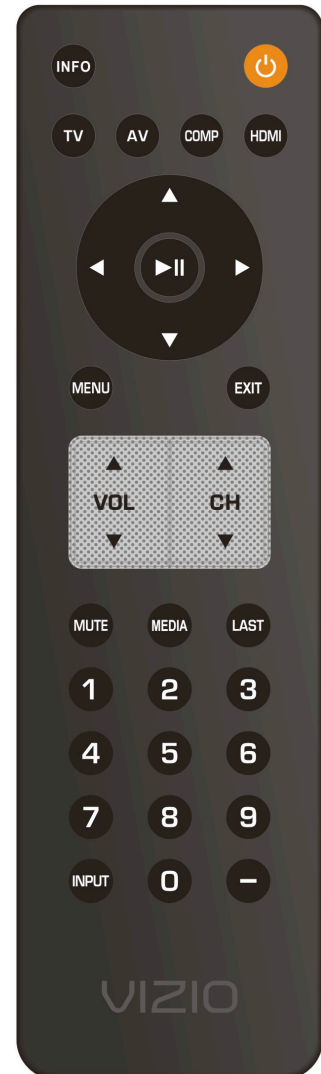 INFO
TV AV COMP HDMI
MENU EXIT
VOL CH
MUTE MEDIA LAST
1 2 3
4 5 6
7 8 9
INPUT 0 –
VIZIO